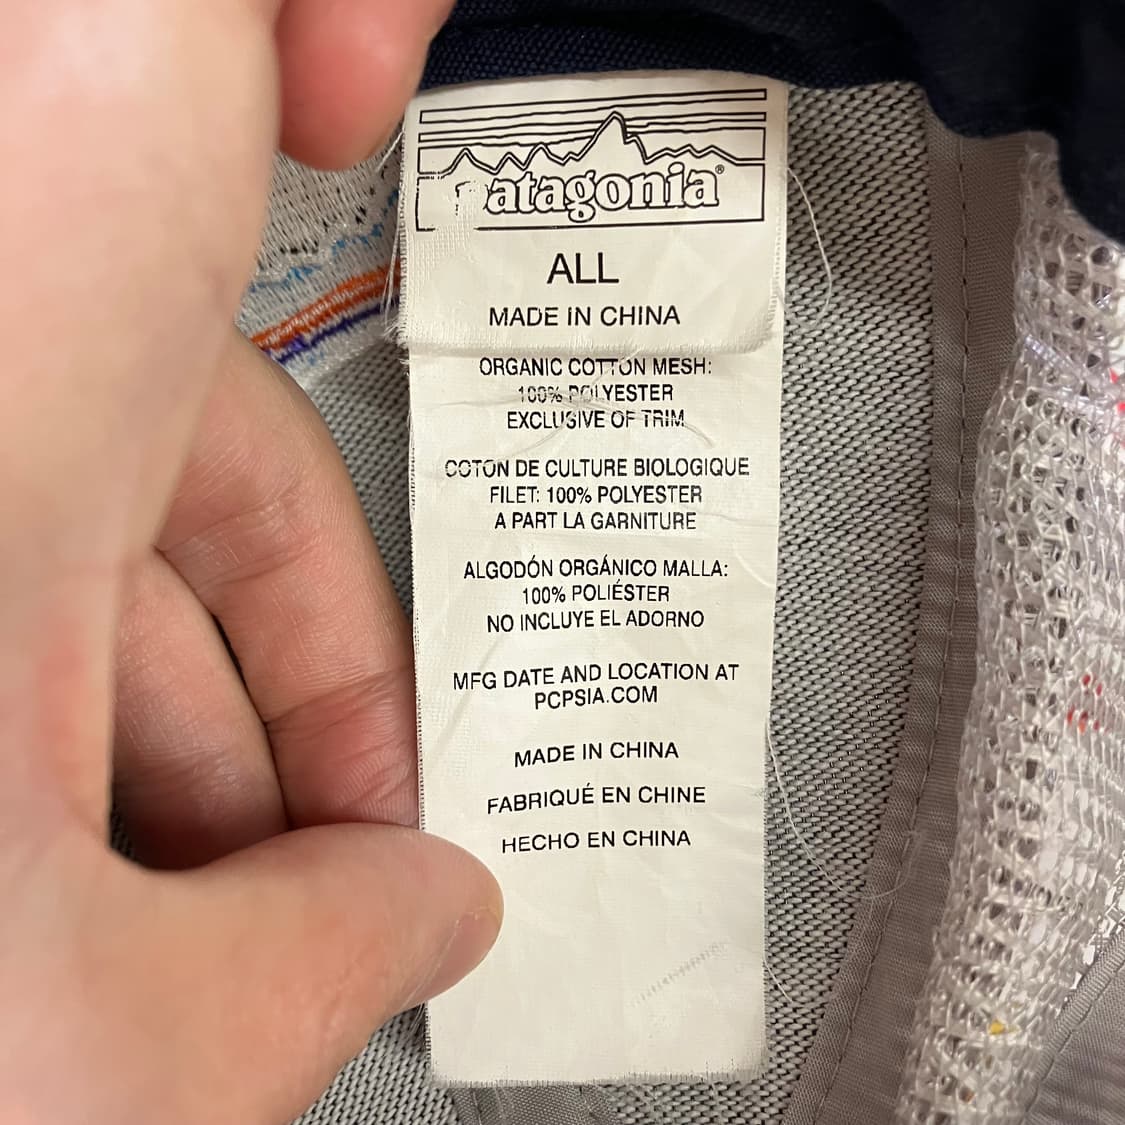 patagonia®
ALL
MADE IN CHINA
ORGANIC COTTON MESH:
100% POLYESTER
EXCLUSIVE OF TRIM
COTON DE CULTURE BIOLOGIQUE
FILET: 100% POLYESTER
A PART LA GARNITURE
ALGODÓN ORGÁNICO MALLA:
100% POLIÉSTER
NO INCLUYE EL ADORNO
MFG DATE AND LOCATION AT
PCPSIA.COM
MADE IN CHINA
FABRIQUÉ EN CHINE
HECHO EN CHINA